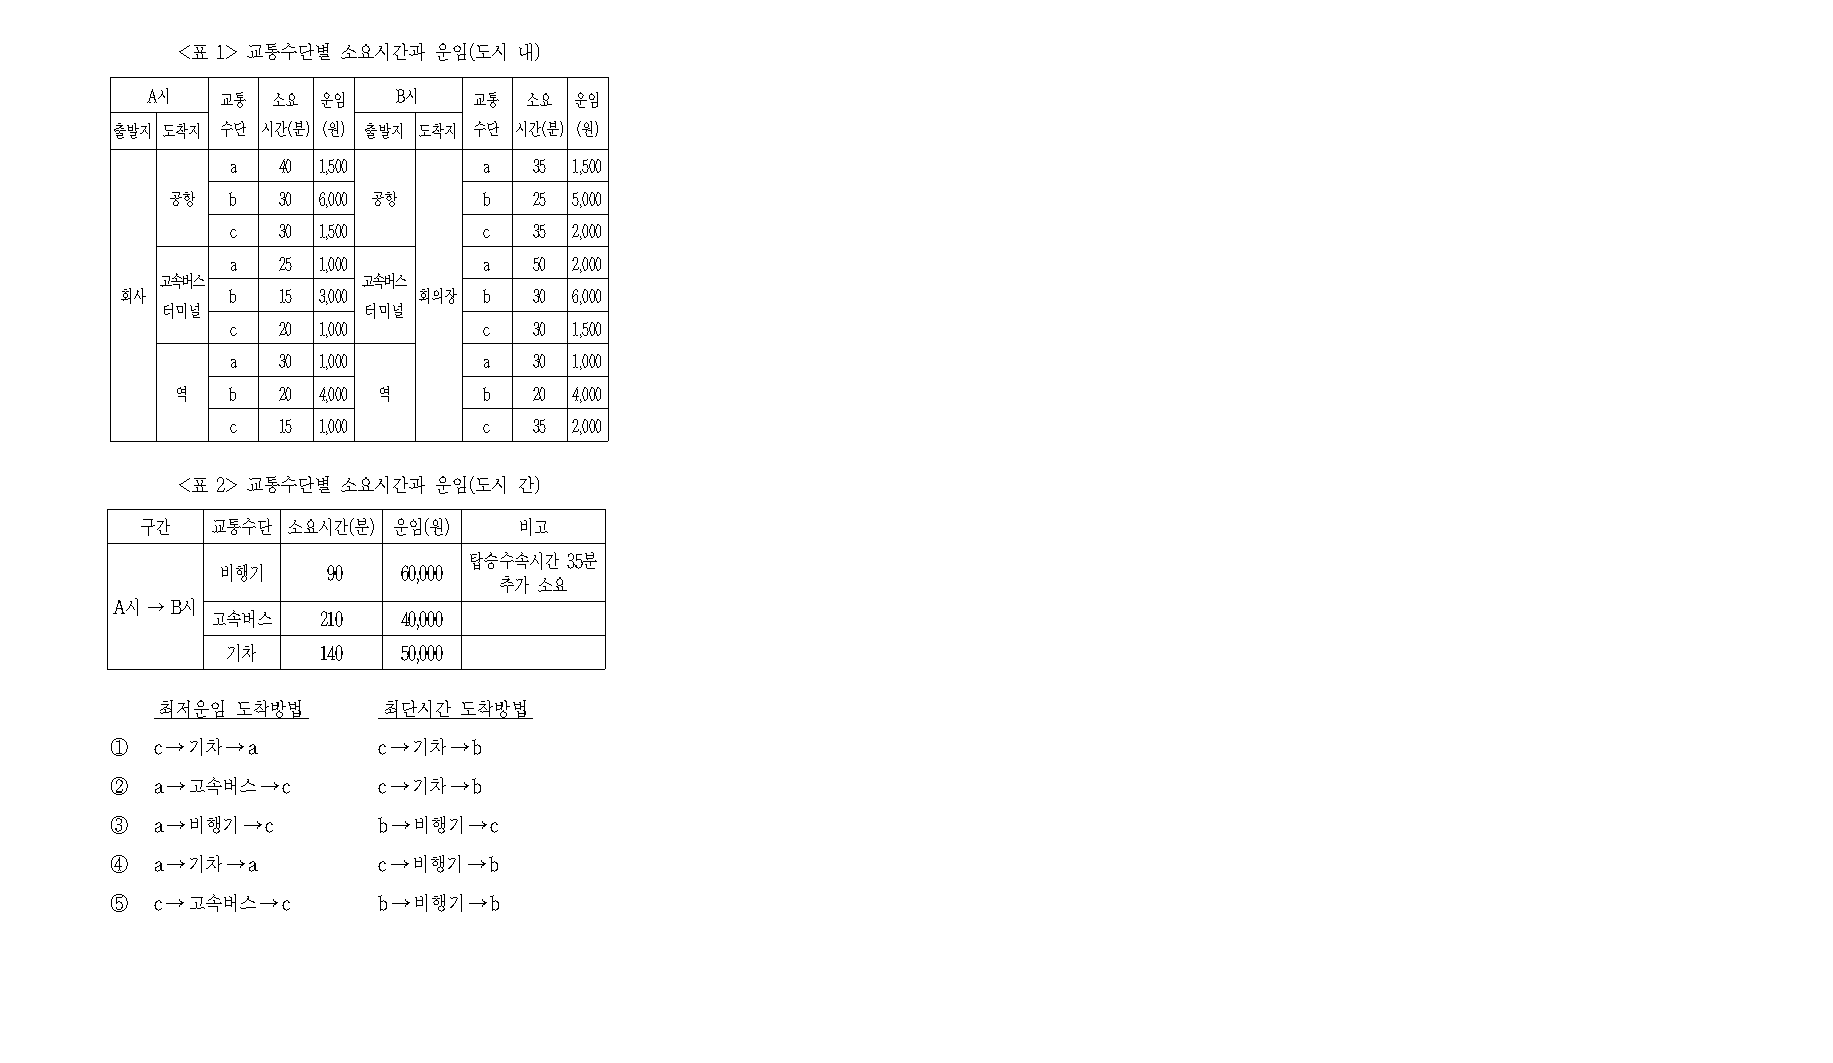 <표 1> 교통수단별 소요시간과 운임(도시 내)
A시 교통수단 소요시간(분) 운임(원) B시 교통수단 소요시간(분) 운임(원)
출발지 도착지 출발지 도착지
회사 공항 a 40 1,500 공항 회의장 a 35 1,500
b 30 6,000 b 25 5,000
c 30 1,500 c 35 2,000
고속버스터미널 a 25 1,000 고속버스터미널 a 50 2,000
b 15 3,000 b 30 6,000
c 20 1,000 c 30 1,500
역 a 30 1,000 역 a 30 1,000
b 20 4,000 b 20 4,000
c 15 1,000 c 35 2,000
<표 2> 교통수단별 소요시간과 운임(도시 간)
구간 교통수단 소요시간(분) 운임(원) 비고
A시 → B시 비행기 90 60,000 탑승수속시간 35분 추가 소요
고속버스 210 40,000
기차 140 50,000
최저운임 도착방법 최단시간 도착방법
① c→기차→a c→기차→b
② a→고속버스→c c→기차→b
③ a→비행기→c b→비행기→c
④ a→기차→a c→비행기→b
⑤ c→고속버스→c b→비행기→b